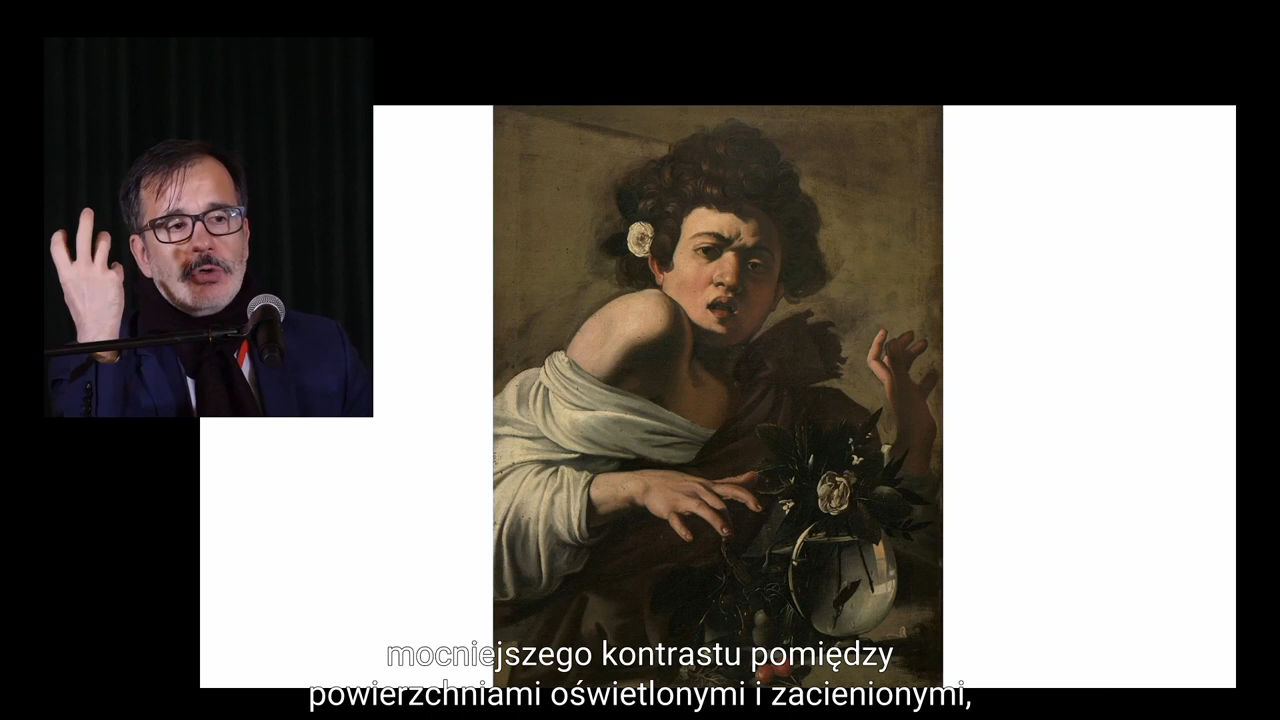 mocniejszego kontrastu pomiędzy
powierzchniami oświetlonymi i zacienionymi,